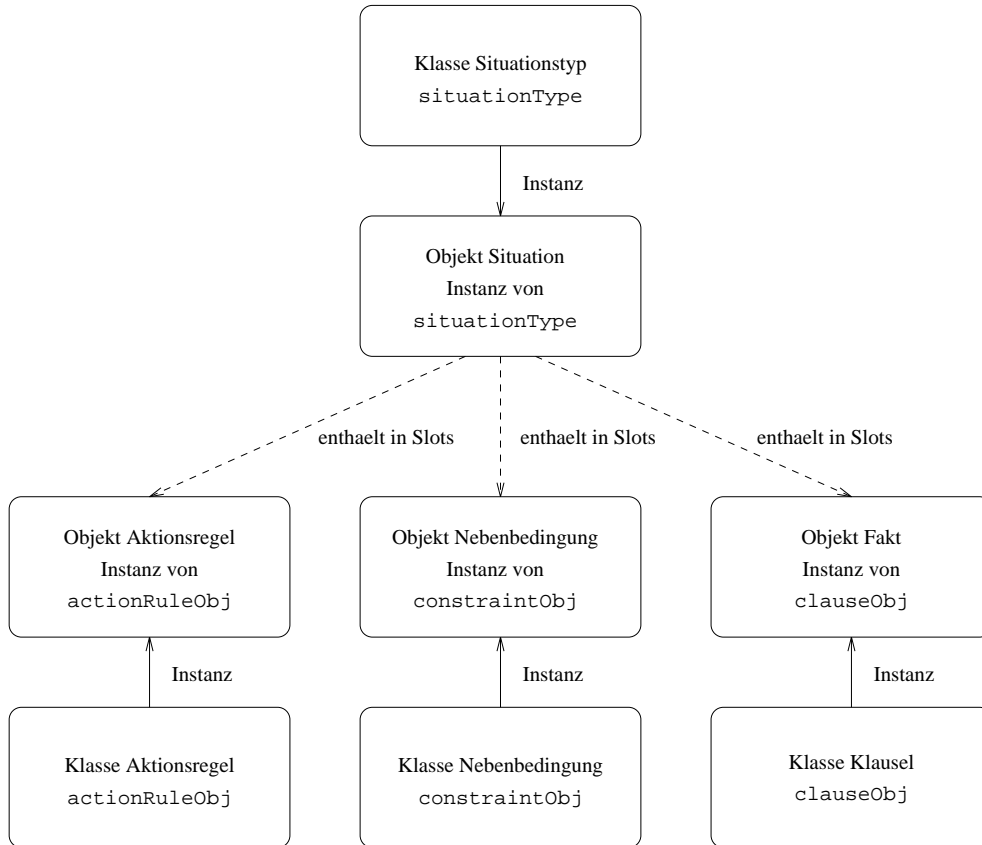 Klasse Situationstyp
situationType
Instanz
Objekt Situation
Instanz von
situationType
enthaelt in Slots
enthaelt in Slots
enthaelt in Slots
Objekt Aktionsregel
Instanz von
actionRuleObj
Objekt Nebenbedingung
Instanz von
constraintObj
Objekt Fakt
Instanz von
clauseObj
Instanz
Instanz
Instanz
Klasse Aktionsregel
actionRuleObj
Klasse Nebenbedingung
constraintObj
Klasse Klausel
clauseObj